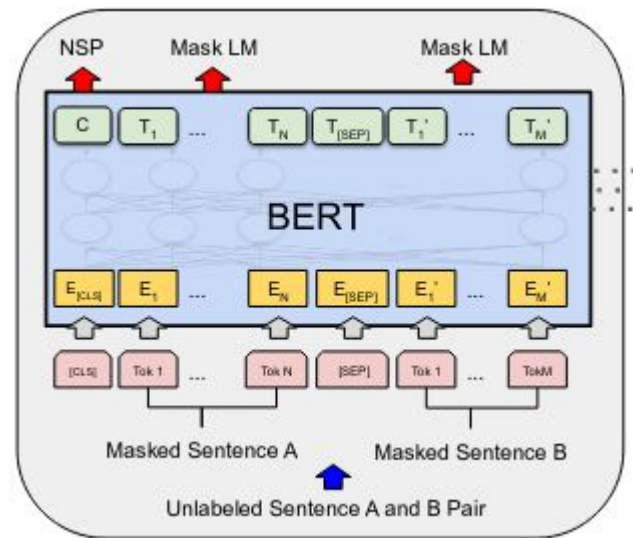 NSP Mask LM Mask LM
C T1 ... TN T[SEP] T1' ... TM'
BERT
E[CLS] E1 ... EN E[SEP] E1' ... EM'
[CLS] Tok 1 ... Tok N [SEP] Tok 1 ... TokM
Masked Sentence A Masked Sentence B
Unlabeled Sentence A and B Pair